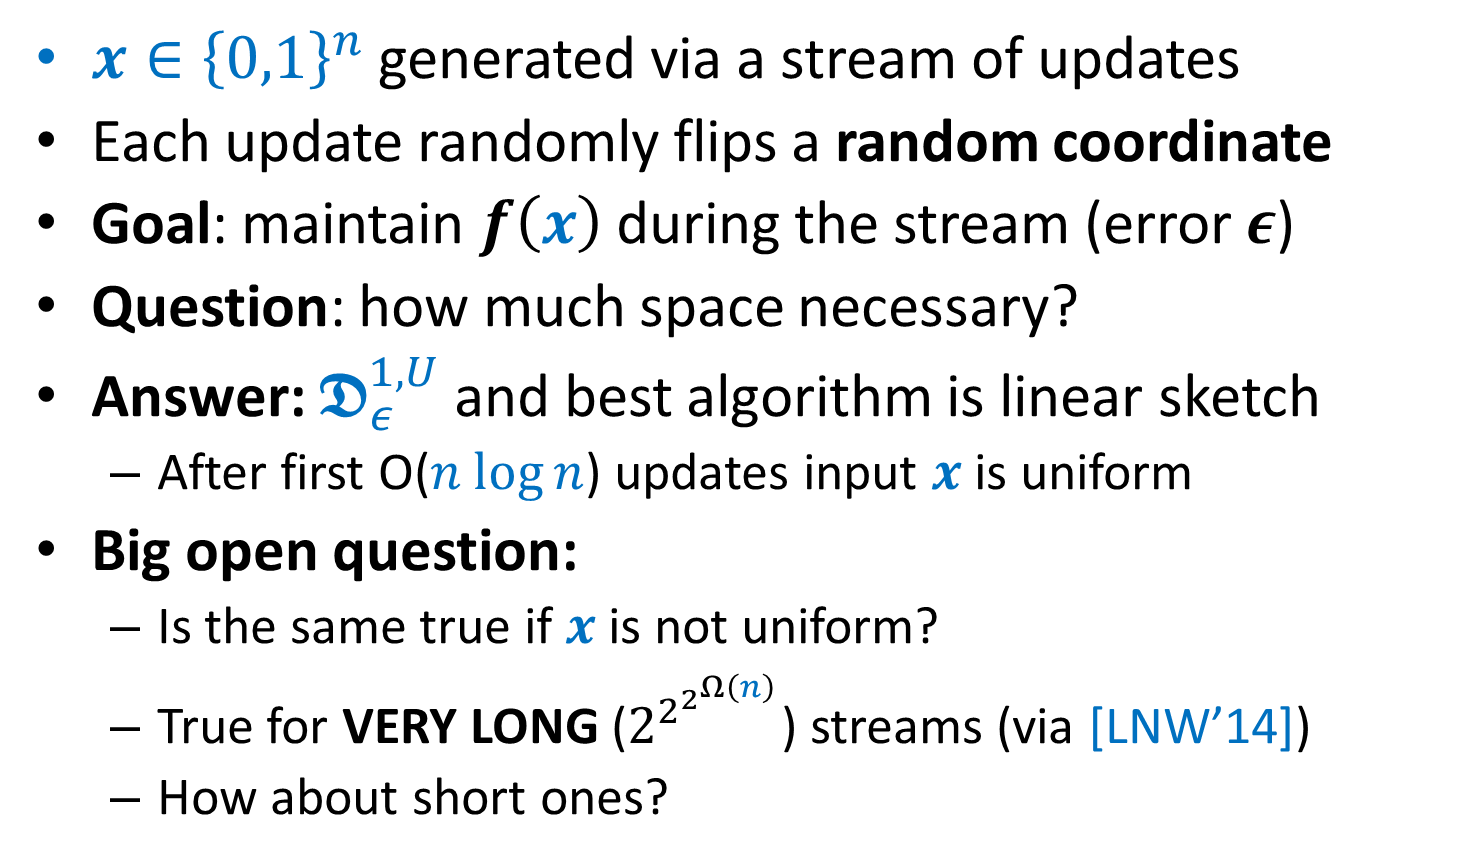 • 𝒙 ∈ {0,1}ⁿ generated via a stream of updates
• Each update randomly flips a random coordinate
• Goal: maintain 𝒇(𝒙) during the stream (error ϵ)
• Question: how much space necessary?
• Answer: 𝕯_ϵ^{1,U} and best algorithm is linear sketch
– After first O(n log n) updates input 𝒙 is uniform
• Big open question:
– Is the same true if 𝒙 is not uniform?
– True for VERY LONG (2^{2^{2^{Ω(n)}}}) streams (via [LNW’14])
– How about short ones?